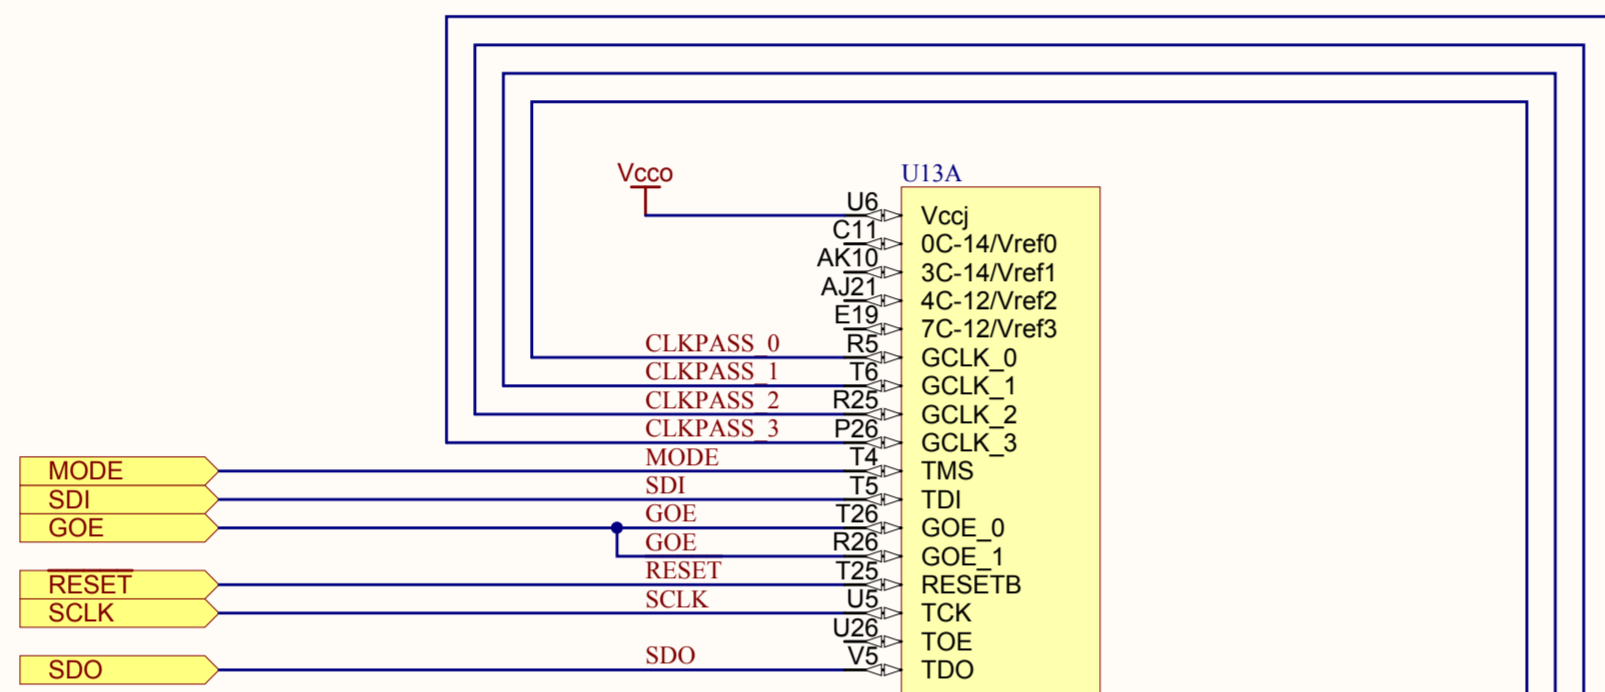 U13A
Vcco
U6 Vccj
C11 0C-14/Vref0
AK10 3C-14/Vref1
AJ21 4C-12/Vref2
E19 7C-12/Vref3
CLKPASS_0 R5 GCLK_0
CLKPASS_1 T6 GCLK_1
CLKPASS_2 R25 GCLK_2
CLKPASS_3 P26 GCLK_3
MODE MODE T4 TMS
SDI SDI T5 TDI
GOE GOE T26 GOE_0
GOE R26 GOE_1
RESET RESET T25 RESETB
SCLK SCLK U5 TCK
U26 TOE
SDO SDO V5 TDO